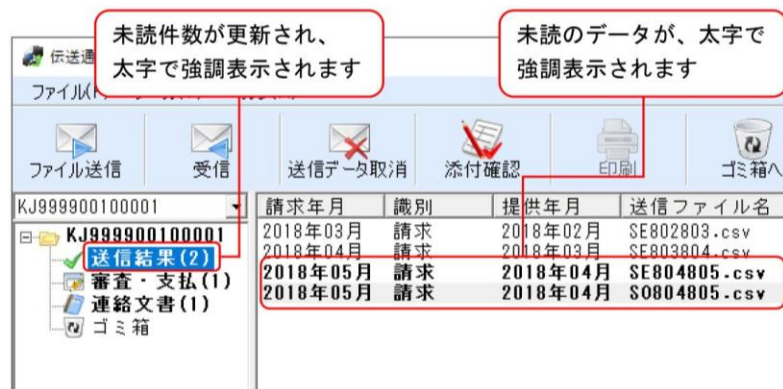 未読件数が更新され、
太字で強調表示されます
未読のデータが、太字で
強調表示されます
伝送通
ファイル(
ファイル送信
受信
送信データ取消
添付確認
印刷
ゴミ箱へ
KJ999900100001
請求年月 識別 提供年月 送信ファイル名
KJ999900100001
送信結果(2)
審査・支払(1)
連絡文書(1)
ゴミ箱
2018年03月 請求 2018年02月 SE802803.csv
2018年04月 請求 2018年03月 SE803804.csv
2018年05月 請求 2018年04月 SE804805.csv
2018年05月 請求 2018年04月 SO804805.csv